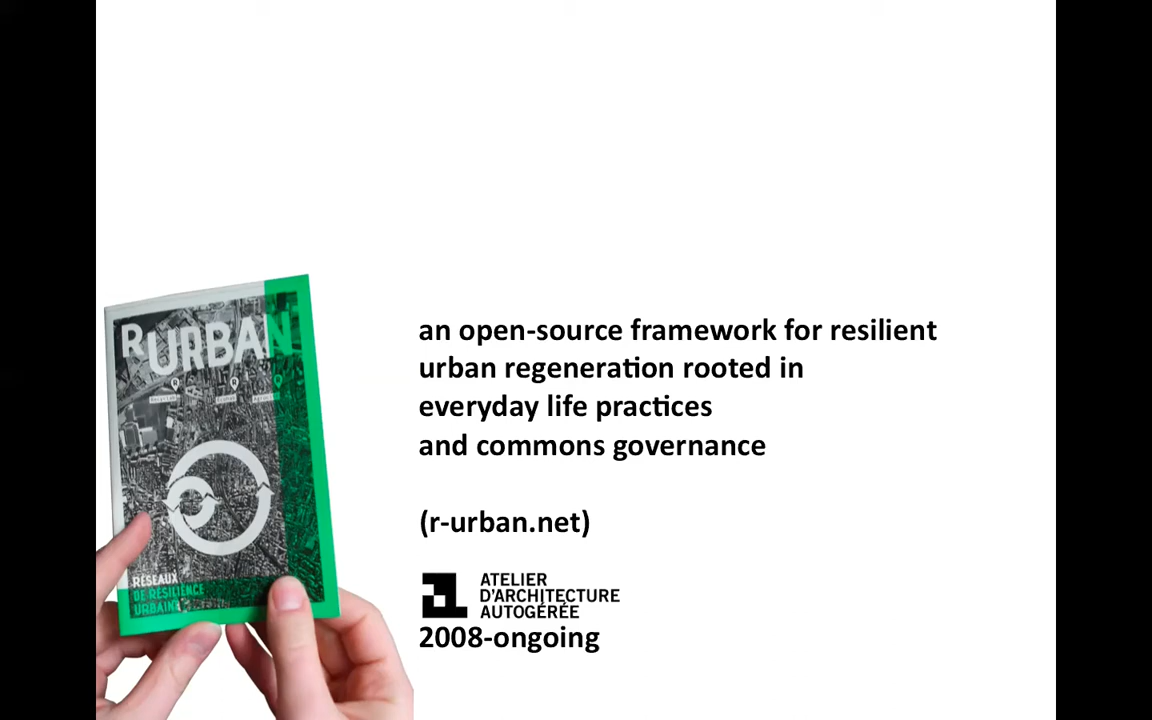 R URBAN
RÉSEAUX
DE RÉSILIENCE
URBAINE
an open-source framework for resilient
urban regeneration rooted in
everyday life practices
and commons governance
(r-urban.net)
ATELIER
D'ARCHITECTURE
AUTOGÉRÉE
2008-ongoing